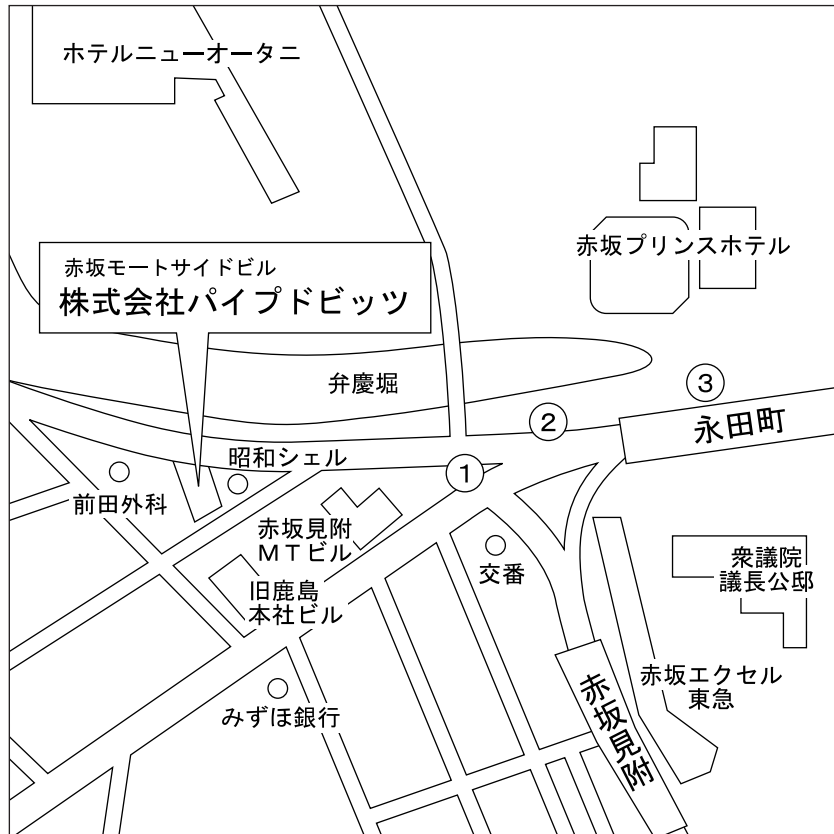 ホテルニューオータニ
赤坂プリンスホテル
赤坂モートサイドビル
株式会社パイプドビッツ
弁慶堀
③
②
永田町
昭和シェル
①
前田外科
赤坂見附
MTビル
交番
衆議院
議長公邸
旧鹿島
本社ビル
赤坂エクセル
東急
みずほ銀行
赤坂見附